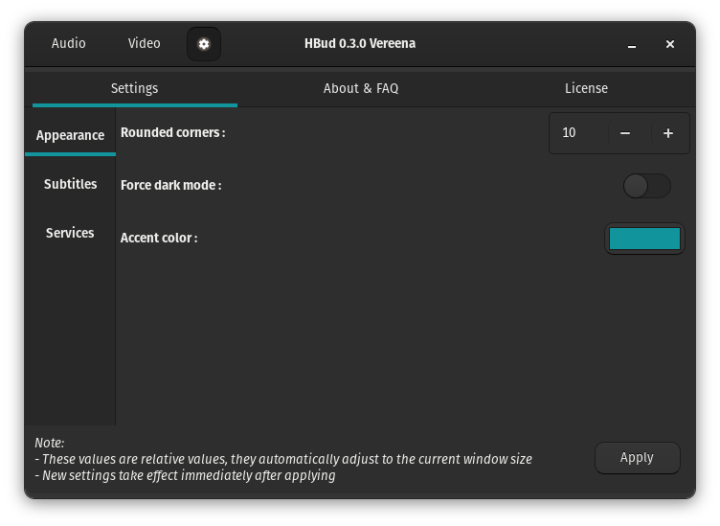 Audio Video HBud 0.3.0 Vereena
Settings About & FAQ License
Appearance
Rounded corners :
10 − +
Subtitles
Force dark mode :
Services
Accent color :
Note:
- These values are relative values, they automatically adjust to the current window size
- New settings take effect immediately after applying
Apply